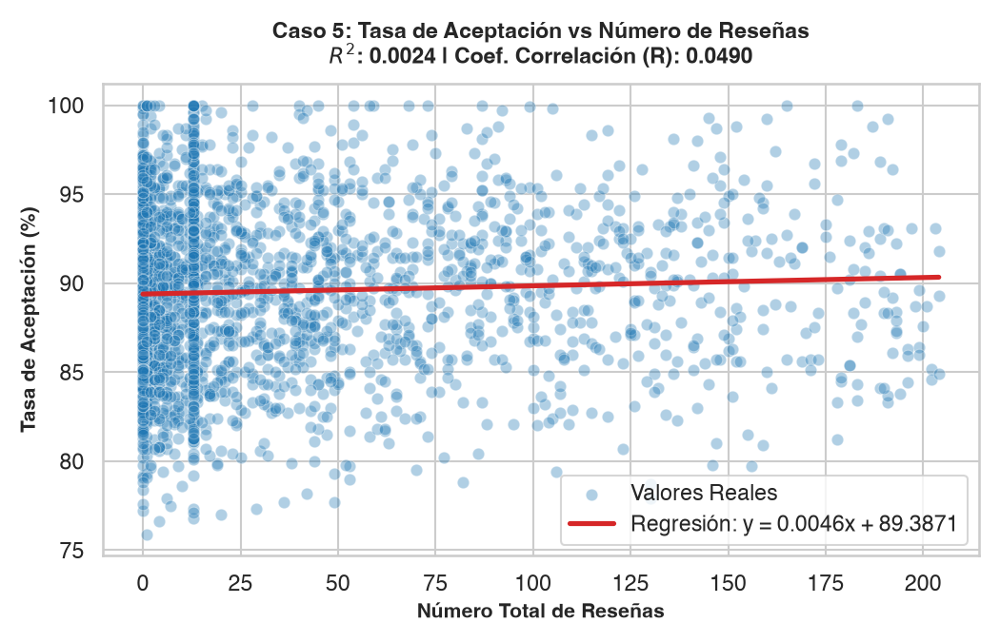 Caso 5: Tasa de Aceptación vs Número de Reseñas
R²: 0.0024 | Coef. Correlación (R): 0.0490
100
95
90
85
80
75
Tasa de Aceptación (%)
Valores Reales
Regresión: y = 0.0046x + 89.3871
0 25 50 75 100 125 150 175 200
Número Total de Reseñas